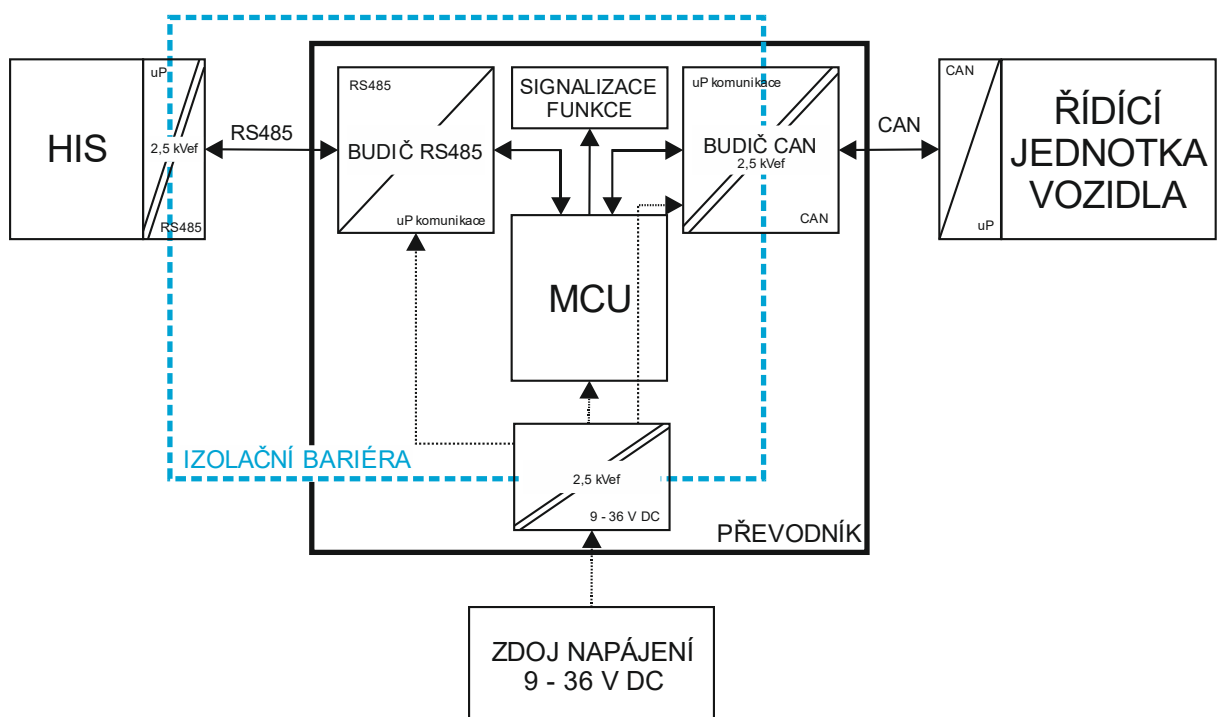 HIS
uP
2,5 kVef
RS485
RS485
RS485
BUDIČ RS485
uP komunikace
SIGNALIZACE
FUNKCE
uP komunikace
BUDIČ CAN
2,5 kVef
CAN
CAN
CAN
uP
ŘÍDÍCÍ
JEDNOTKA
VOZIDLA
MCU
IZOLAČNÍ BARIÉRA
2,5 kVef
9 - 36 V DC
PŘEVODNÍK
ZDOJ NAPÁJENÍ
9 - 36 V DC